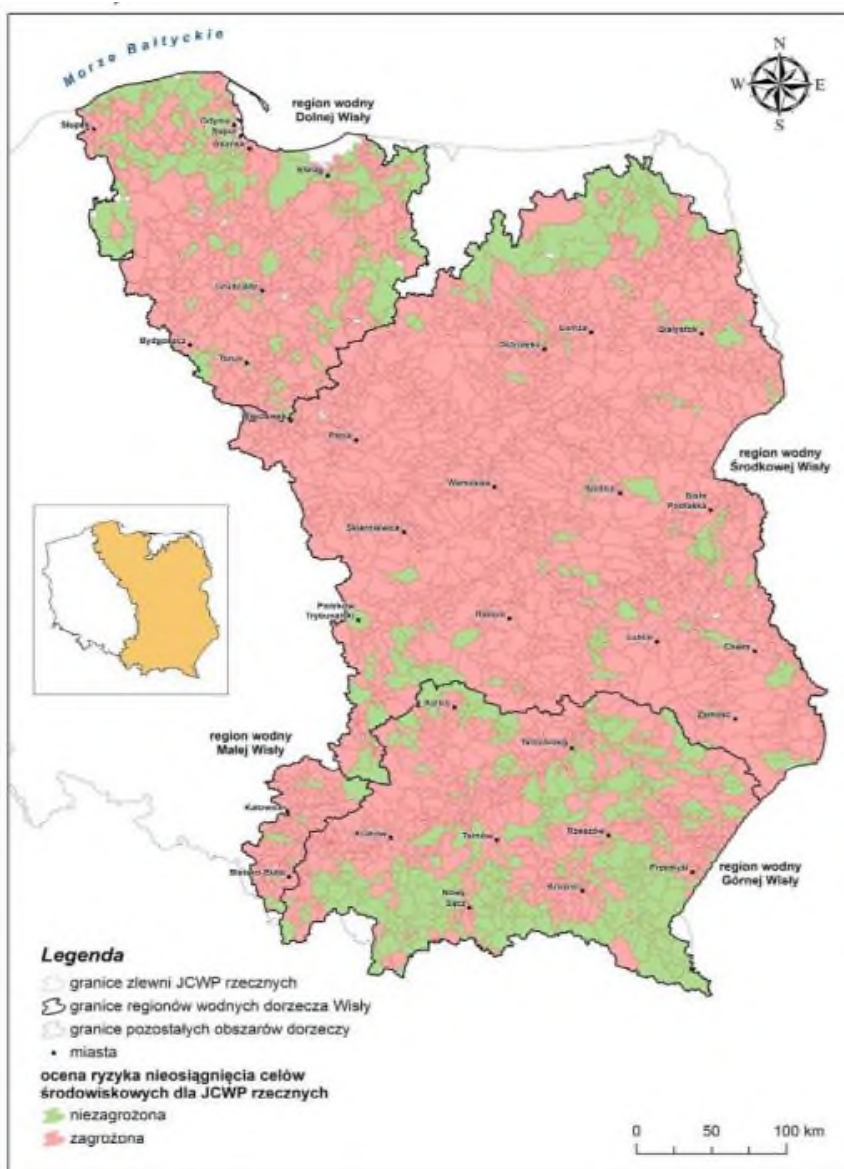 Morze Bałtyckie
N
W E
S
region wodny
Dolnej Wisły
Słupsk
Gdynia
Sopot
Gdańsk
Elbląg
Grudziądz
Bydgoszcz
Toruń
Włocławek
Płock
Ostrołęka
Łomża
Białystok
region wodny
Środkowej Wisły
Warszawa
Siedlce
Biała
Podlaska
Skierniewice
Piotrków
Trybunalski
Radom
Lublin
Chełm
Zamość
Kielce
Tarnobrzeg
region wodny
Małej Wisły
Katowice
Kraków
Tarnów
Rzeszów
Bielsko-Biała
Nowy
Sącz
Krosno
Przemyśl
region wodny
Górnej Wisły
Legenda
granice zlewni JCWP rzecznych
granice regionów wodnych dorzecza Wisły
granice pozostałych obszarów dorzeczy
miasta
ocena ryzyka nieosiągnięcia celów
środowiskowych dla JCWP rzecznych
niezagrożona
zagrożona
0 50 100 km